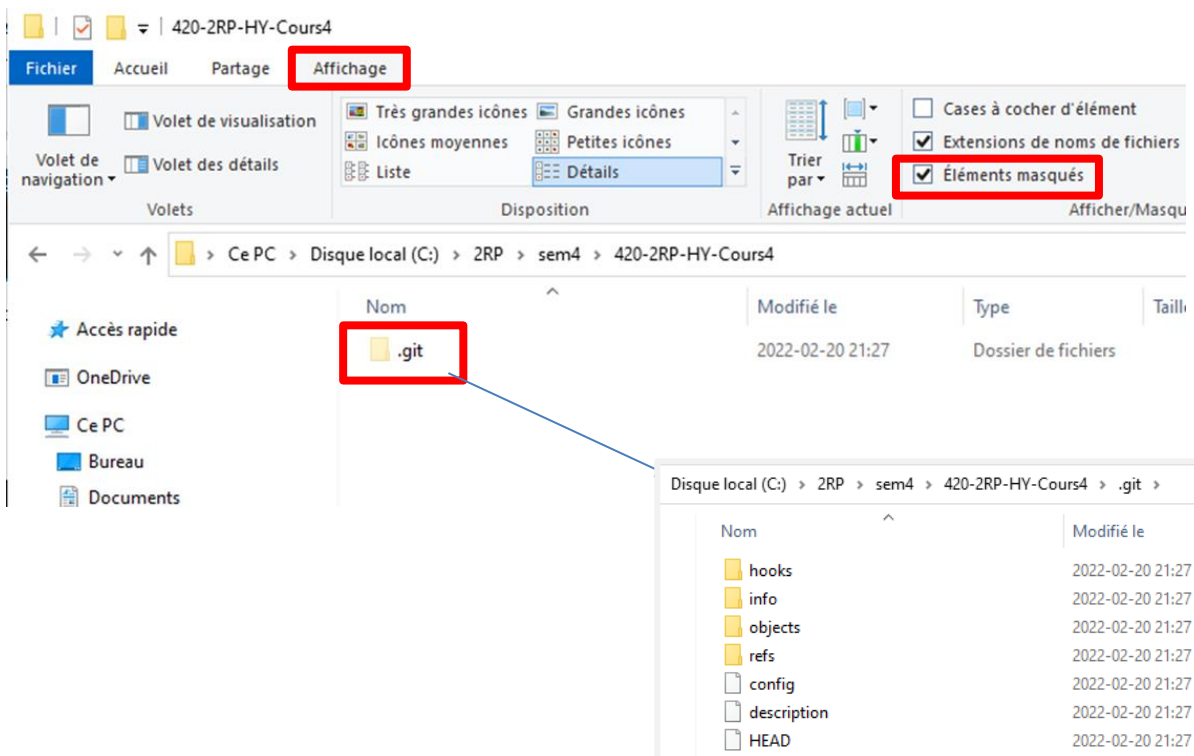 420-2RP-HY-Cours4
Fichier Accueil Partage Affichage
Volet de navigation
Volet de visualisation
Volet des détails
Volets
Très grandes icônes Grandes icônes
Icônes moyennes Petites icônes
Liste Détails
Disposition
Trier par
Affichage actuel
Cases à cocher d'élément
Extensions de noms de fichiers
Éléments masqués
Afficher/Masqu
Ce PC > Disque local (C:) > 2RP > sem4 > 420-2RP-HY-Cours4
Nom Modifié le Type Taill
.git 2022-02-20 21:27 Dossier de fichiers
Accès rapide
OneDrive
Ce PC
Bureau
Documents
Disque local (C:) > 2RP > sem4 > 420-2RP-HY-Cours4 > .git >
Nom Modifié le
hooks 2022-02-20 21:27
info 2022-02-20 21:27
objects 2022-02-20 21:27
refs 2022-02-20 21:27
config 2022-02-20 21:27
description 2022-02-20 21:27
HEAD 2022-02-20 21:27